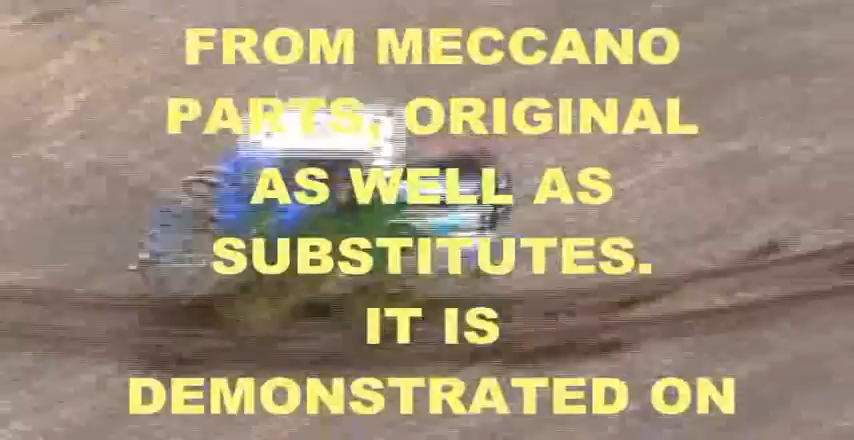 FROM MECCANO
PARTS, ORIGINAL
AS WELL AS
SUBSTITUTES.
IT IS
DEMONSTRATED ON